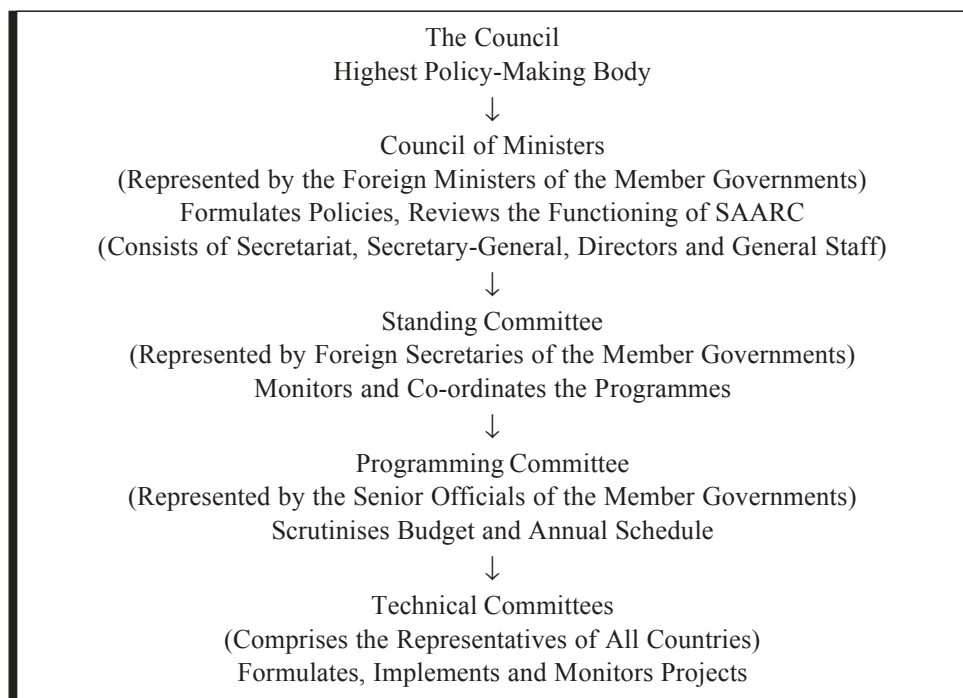 The Council
Highest Policy-Making Body
↓
Council of Ministers
(Represented by the Foreign Ministers of the Member Governments)
Formulates Policies, Reviews the Functioning of SAARC
(Consists of Secretariat, Secretary-General, Directors and General Staff)
↓
Standing Committee
(Represented by Foreign Secretaries of the Member Governments)
Monitors and Co-ordinates the Programmes
↓
Programming Committee
(Represented by the Senior Officials of the Member Governments)
Scrutinises Budget and Annual Schedule
↓
Technical Committees
(Comprises the Representatives of All Countries)
Formulates, Implements and Monitors Projects